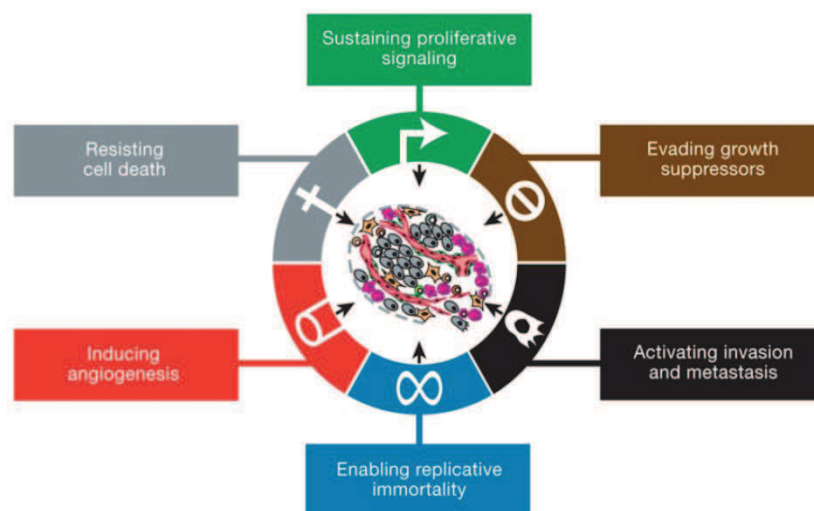 Sustaining proliferative
signaling
Resisting
cell death
Evading growth
suppressors
Inducing
angiogenesis
Activating invasion
and metastasis
Enabling replicative
immortality